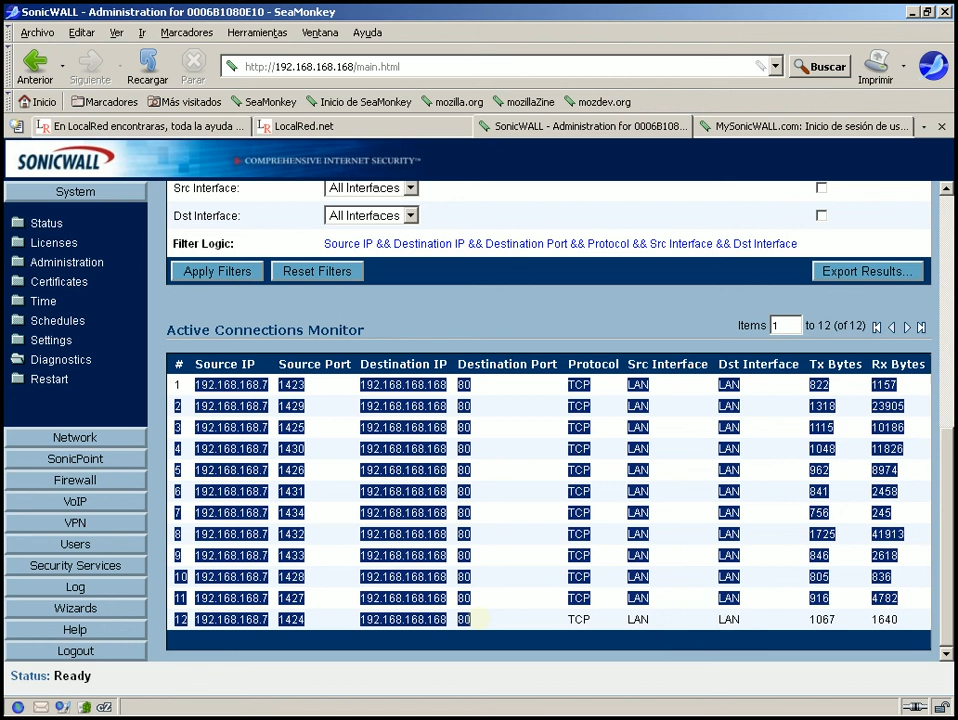 SonicWALL - Administration for 0006B1080E10 - SeaMonkey
Archivo Editar Ver Ir Marcadores Herramientas Ventana Ayuda
Anterior Siguiente Recargar Parar http://192.168.168.168/main.html Buscar Imprimir
Inicio Marcadores Más visitados SeaMonkey Inicio de SeaMonkey mozilla.org mozillaZine mozdev.org
En LocalRed encontraras, toda la ayuda ... LocalRed.net SonicWALL - Administration for 0006B108... MySonicWALL.com: Inicio de sesión de us...
SONICWALL COMPREHENSIVE INTERNET SECURITY™
System
Status
Licenses
Administration
Certificates
Time
Schedules
Settings
Diagnostics
Restart
Network
SonicPoint
Firewall
VoIP
VPN
Users
Security Services
Log
Wizards
Help
Logout
Src Interface: All Interfaces
Dst Interface: All Interfaces
Filter Logic: Source IP && Destination IP && Destination Port && Protocol && Src Interface && Dst Interface
Apply Filters Reset Filters Export Results...
Active Connections Monitor Items 1 to 12 (of 12)
# Source IP Source Port Destination IP Destination Port Protocol Src Interface Dst Interface Tx Bytes Rx Bytes
1 192.168.168.7 1423 192.168.168.168 80 TCP LAN LAN 822 1157
2 192.168.168.7 1429 192.168.168.168 80 TCP LAN LAN 1318 23905
3 192.168.168.7 1425 192.168.168.168 80 TCP LAN LAN 1115 10186
4 192.168.168.7 1430 192.168.168.168 80 TCP LAN LAN 1048 11826
5 192.168.168.7 1426 192.168.168.168 80 TCP LAN LAN 962 8974
6 192.168.168.7 1431 192.168.168.168 80 TCP LAN LAN 841 2458
7 192.168.168.7 1434 192.168.168.168 80 TCP LAN LAN 756 245
8 192.168.168.7 1432 192.168.168.168 80 TCP LAN LAN 1725 41913
9 192.168.168.7 1433 192.168.168.168 80 TCP LAN LAN 846 2618
10 192.168.168.7 1428 192.168.168.168 80 TCP LAN LAN 805 836
11 192.168.168.7 1427 192.168.168.168 80 TCP LAN LAN 916 4782
12 192.168.168.7 1424 192.168.168.168 80 TCP LAN LAN 1067 1640
Status: Ready